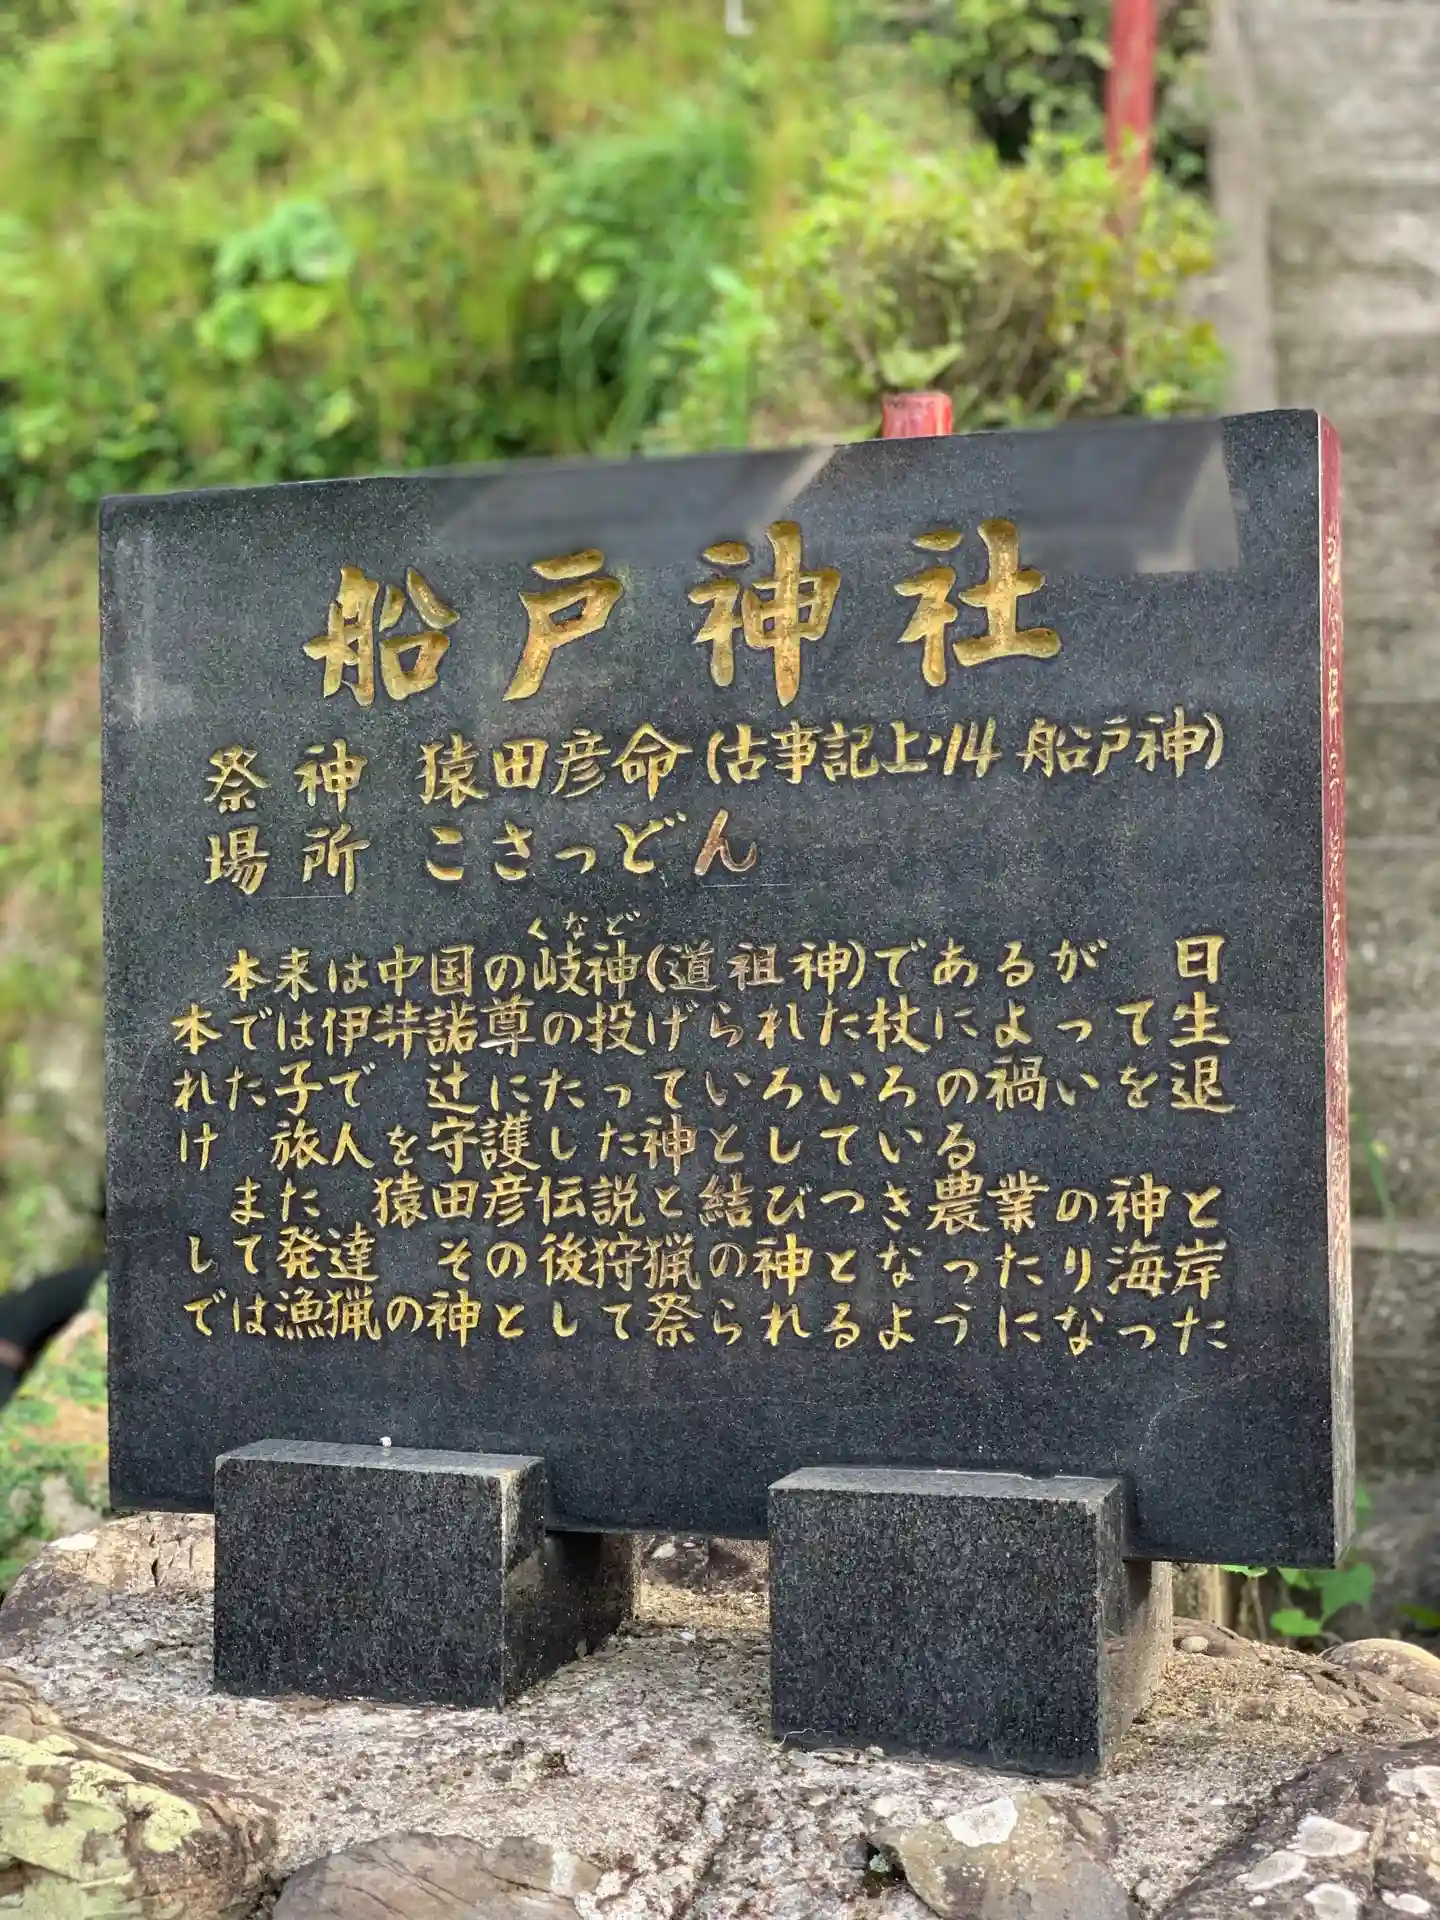 船戸神社
祭神 猿田彦命(古事記上・14 船戸神)
場所 こさっどん
くなど
本来は中国の岐神(道祖神)であるが 日
本では伊弉諾尊の投げられた杖によって生
れた子で 辻にたっていろいろの禍いを退
け 旅人を守護した神としている
また 猿田彦伝説と結びつき農業の神と
して発達 その後狩猟の神となったり海岸
では漁猟の神として祭られるようになった